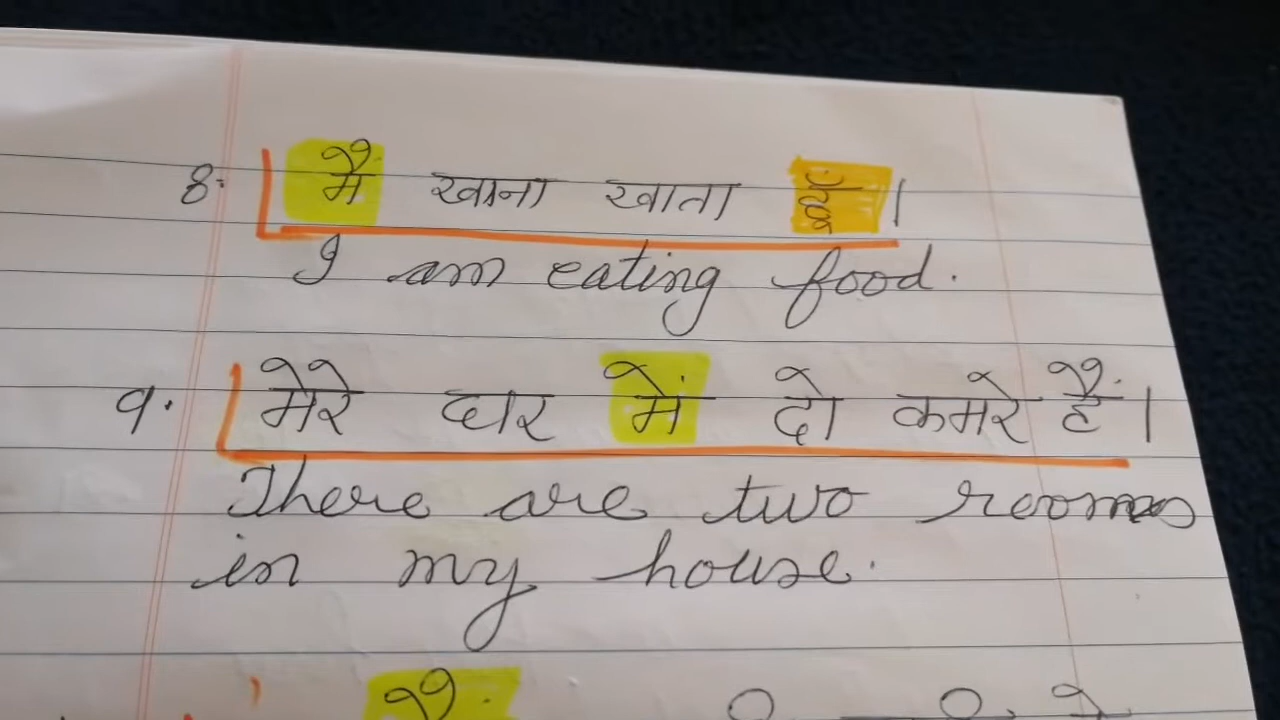 8. मैं खाना खाता हूँ।
I am eating food.
9. मेरे घर में दो कमरे हैं।
There are two rooms
in my house.